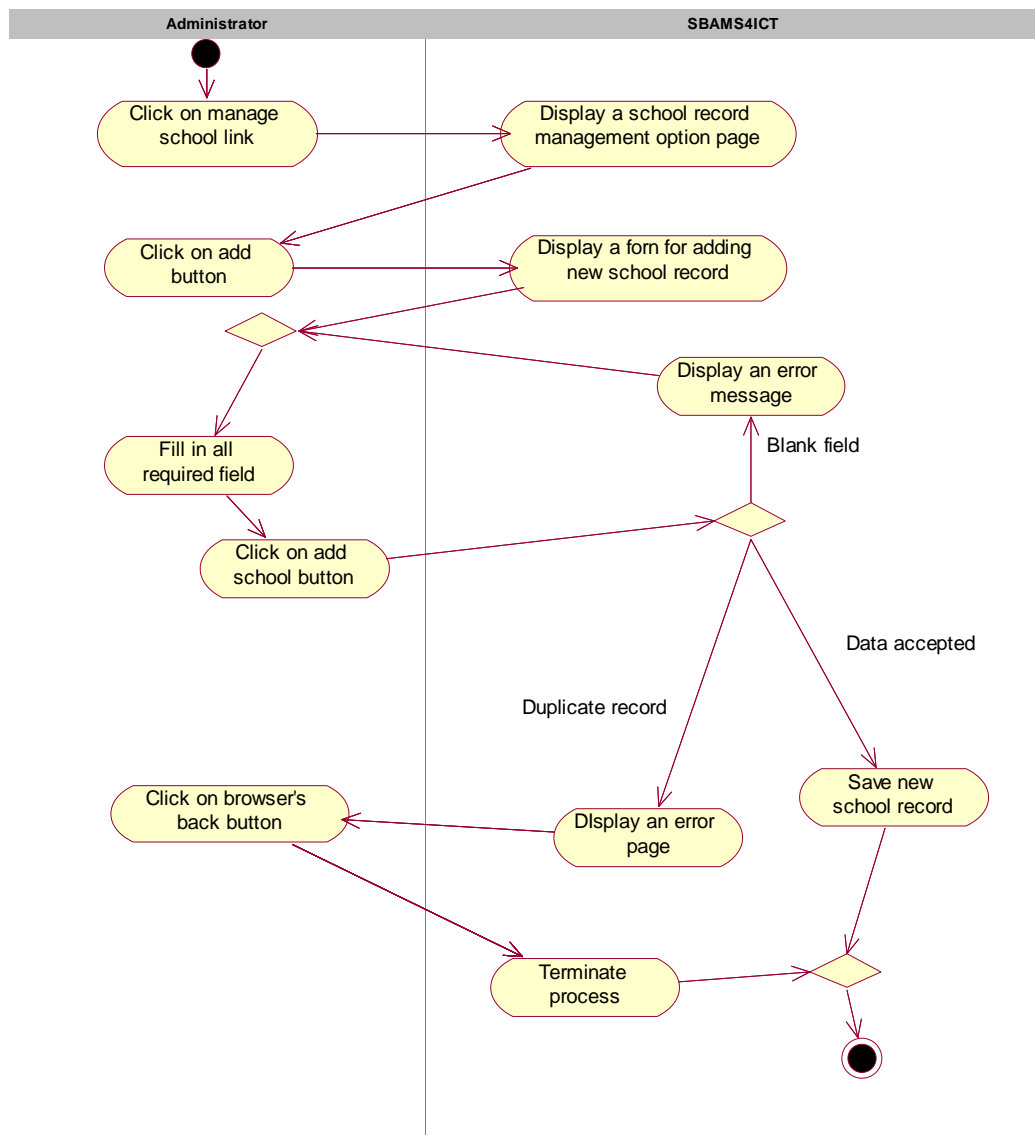 Administrator
SBAMS4ICT
Click on manage
school link
Display a school record
management option page
Click on add
button
Display a forn for adding
new school record
Display an error
message
Blank field
Fill in all
required field
Click on add
school button
Data accepted
Duplicate record
Click on browser's
back button
DIsplay an error
page
Save new
school record
Terminate
process